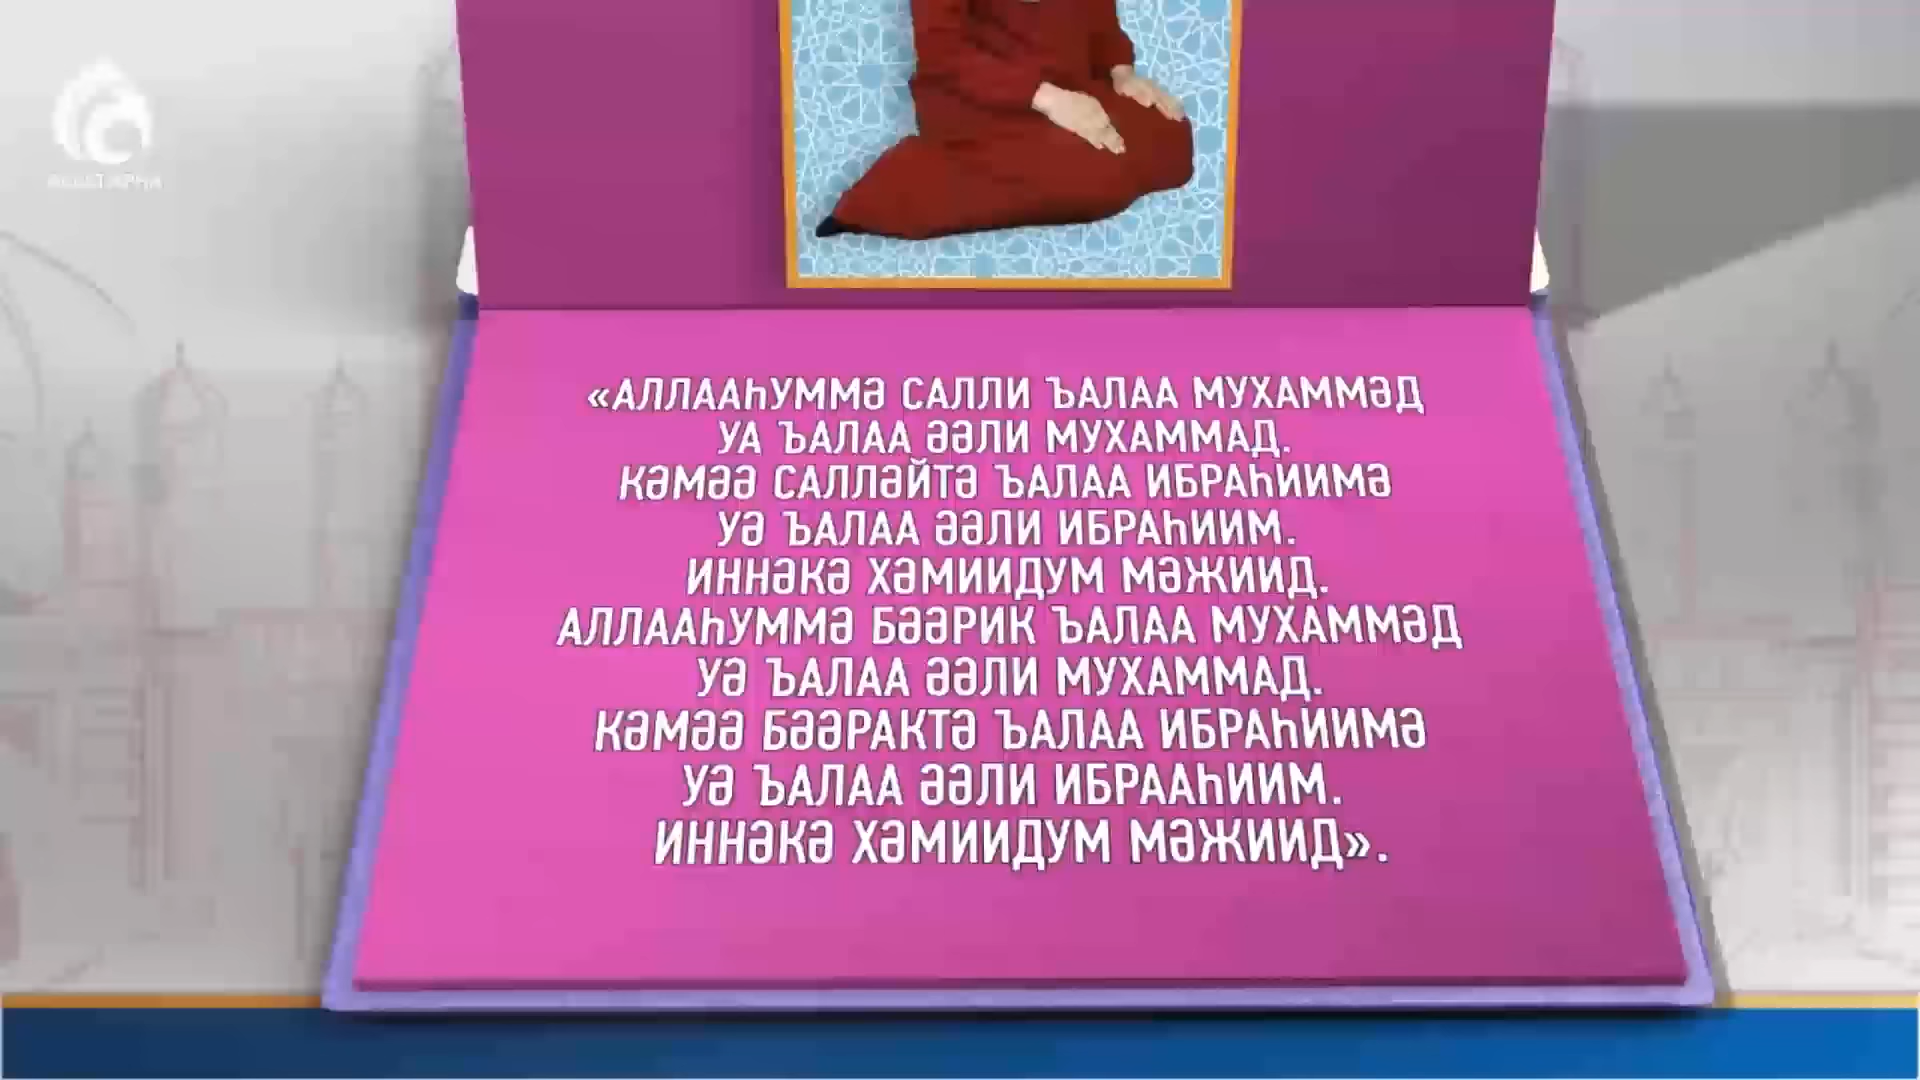 «АЛЛААҺУММӘ САЛЛИ ЪАЛАА МУХАММӘД
УА ЪАЛАА ӘӘЛИ МУХАММАД.
КӘМӘӘ САЛЛӘЙТӘ ЪАЛАА ИБРАҺИИМӘ
УӘ ЪАЛАА ӘӘЛИ ИБРАҺИИМ.
ИННӘКӘ ХӘМИИДУМ МӘЖИИД.
АЛЛААҺУММӘ БӘӘРИК ЪАЛАА МУХАММӘД
УӘ ЪАЛАА ӘӘЛИ МУХАММАД.
КӘМӘӘ БӘӘРАКТӘ ЪАЛАА ИБРАҺИИМӘ
УӘ ЪАЛАА ӘӘЛИ ИБРААҺИИМ.
ИННӘКӘ ХӘМИИДУМ МӘЖИИД».